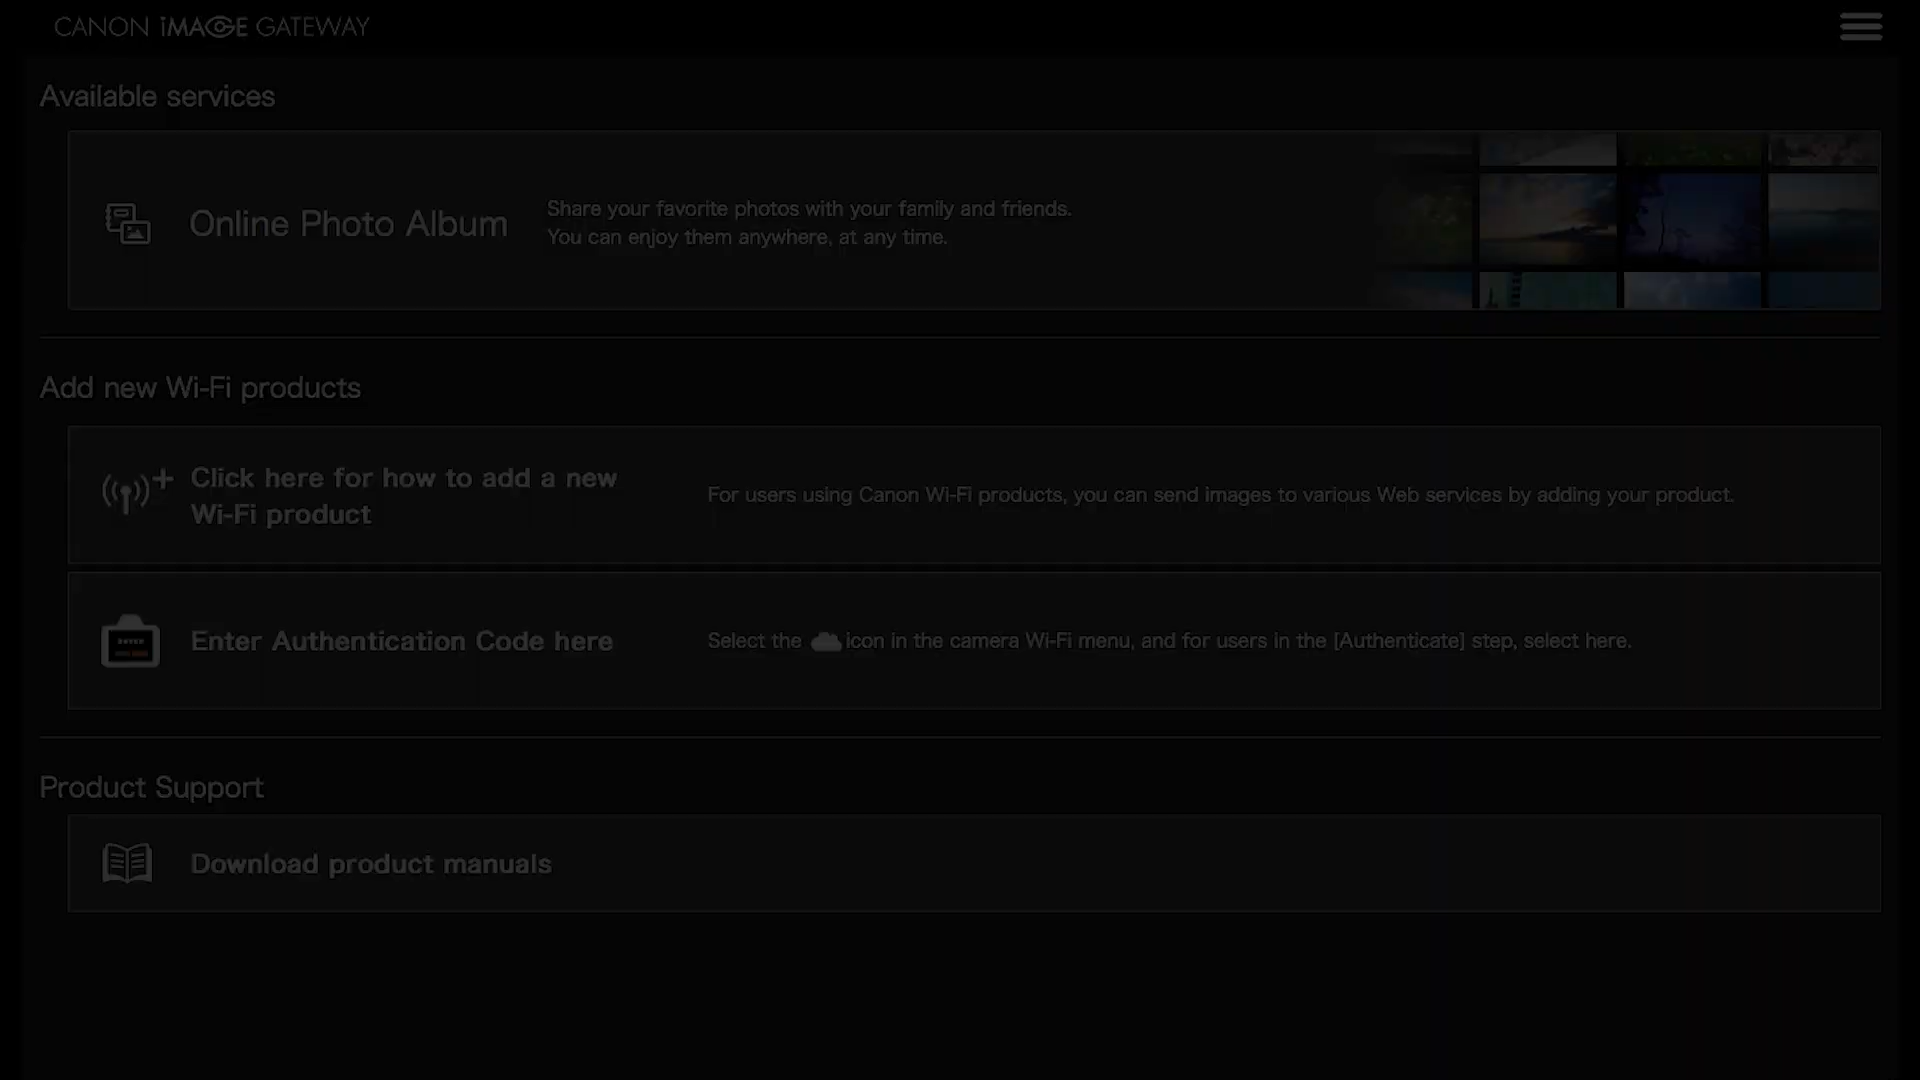 CANON iMAGE GATEWAY
Available services
Online Photo Album
Share your favorite photos with your family and friends.
You can enjoy them anywhere, at any time.
Add new Wi-Fi products
Click here for how to add a new
Wi-Fi product
For users using Canon Wi-Fi products, you can send images to various Web services by adding your product.
Enter Authentication Code here
Select the icon in the camera Wi-Fi menu, and for users in the [Authenticate] step, select here.
Product Support
Download product manuals